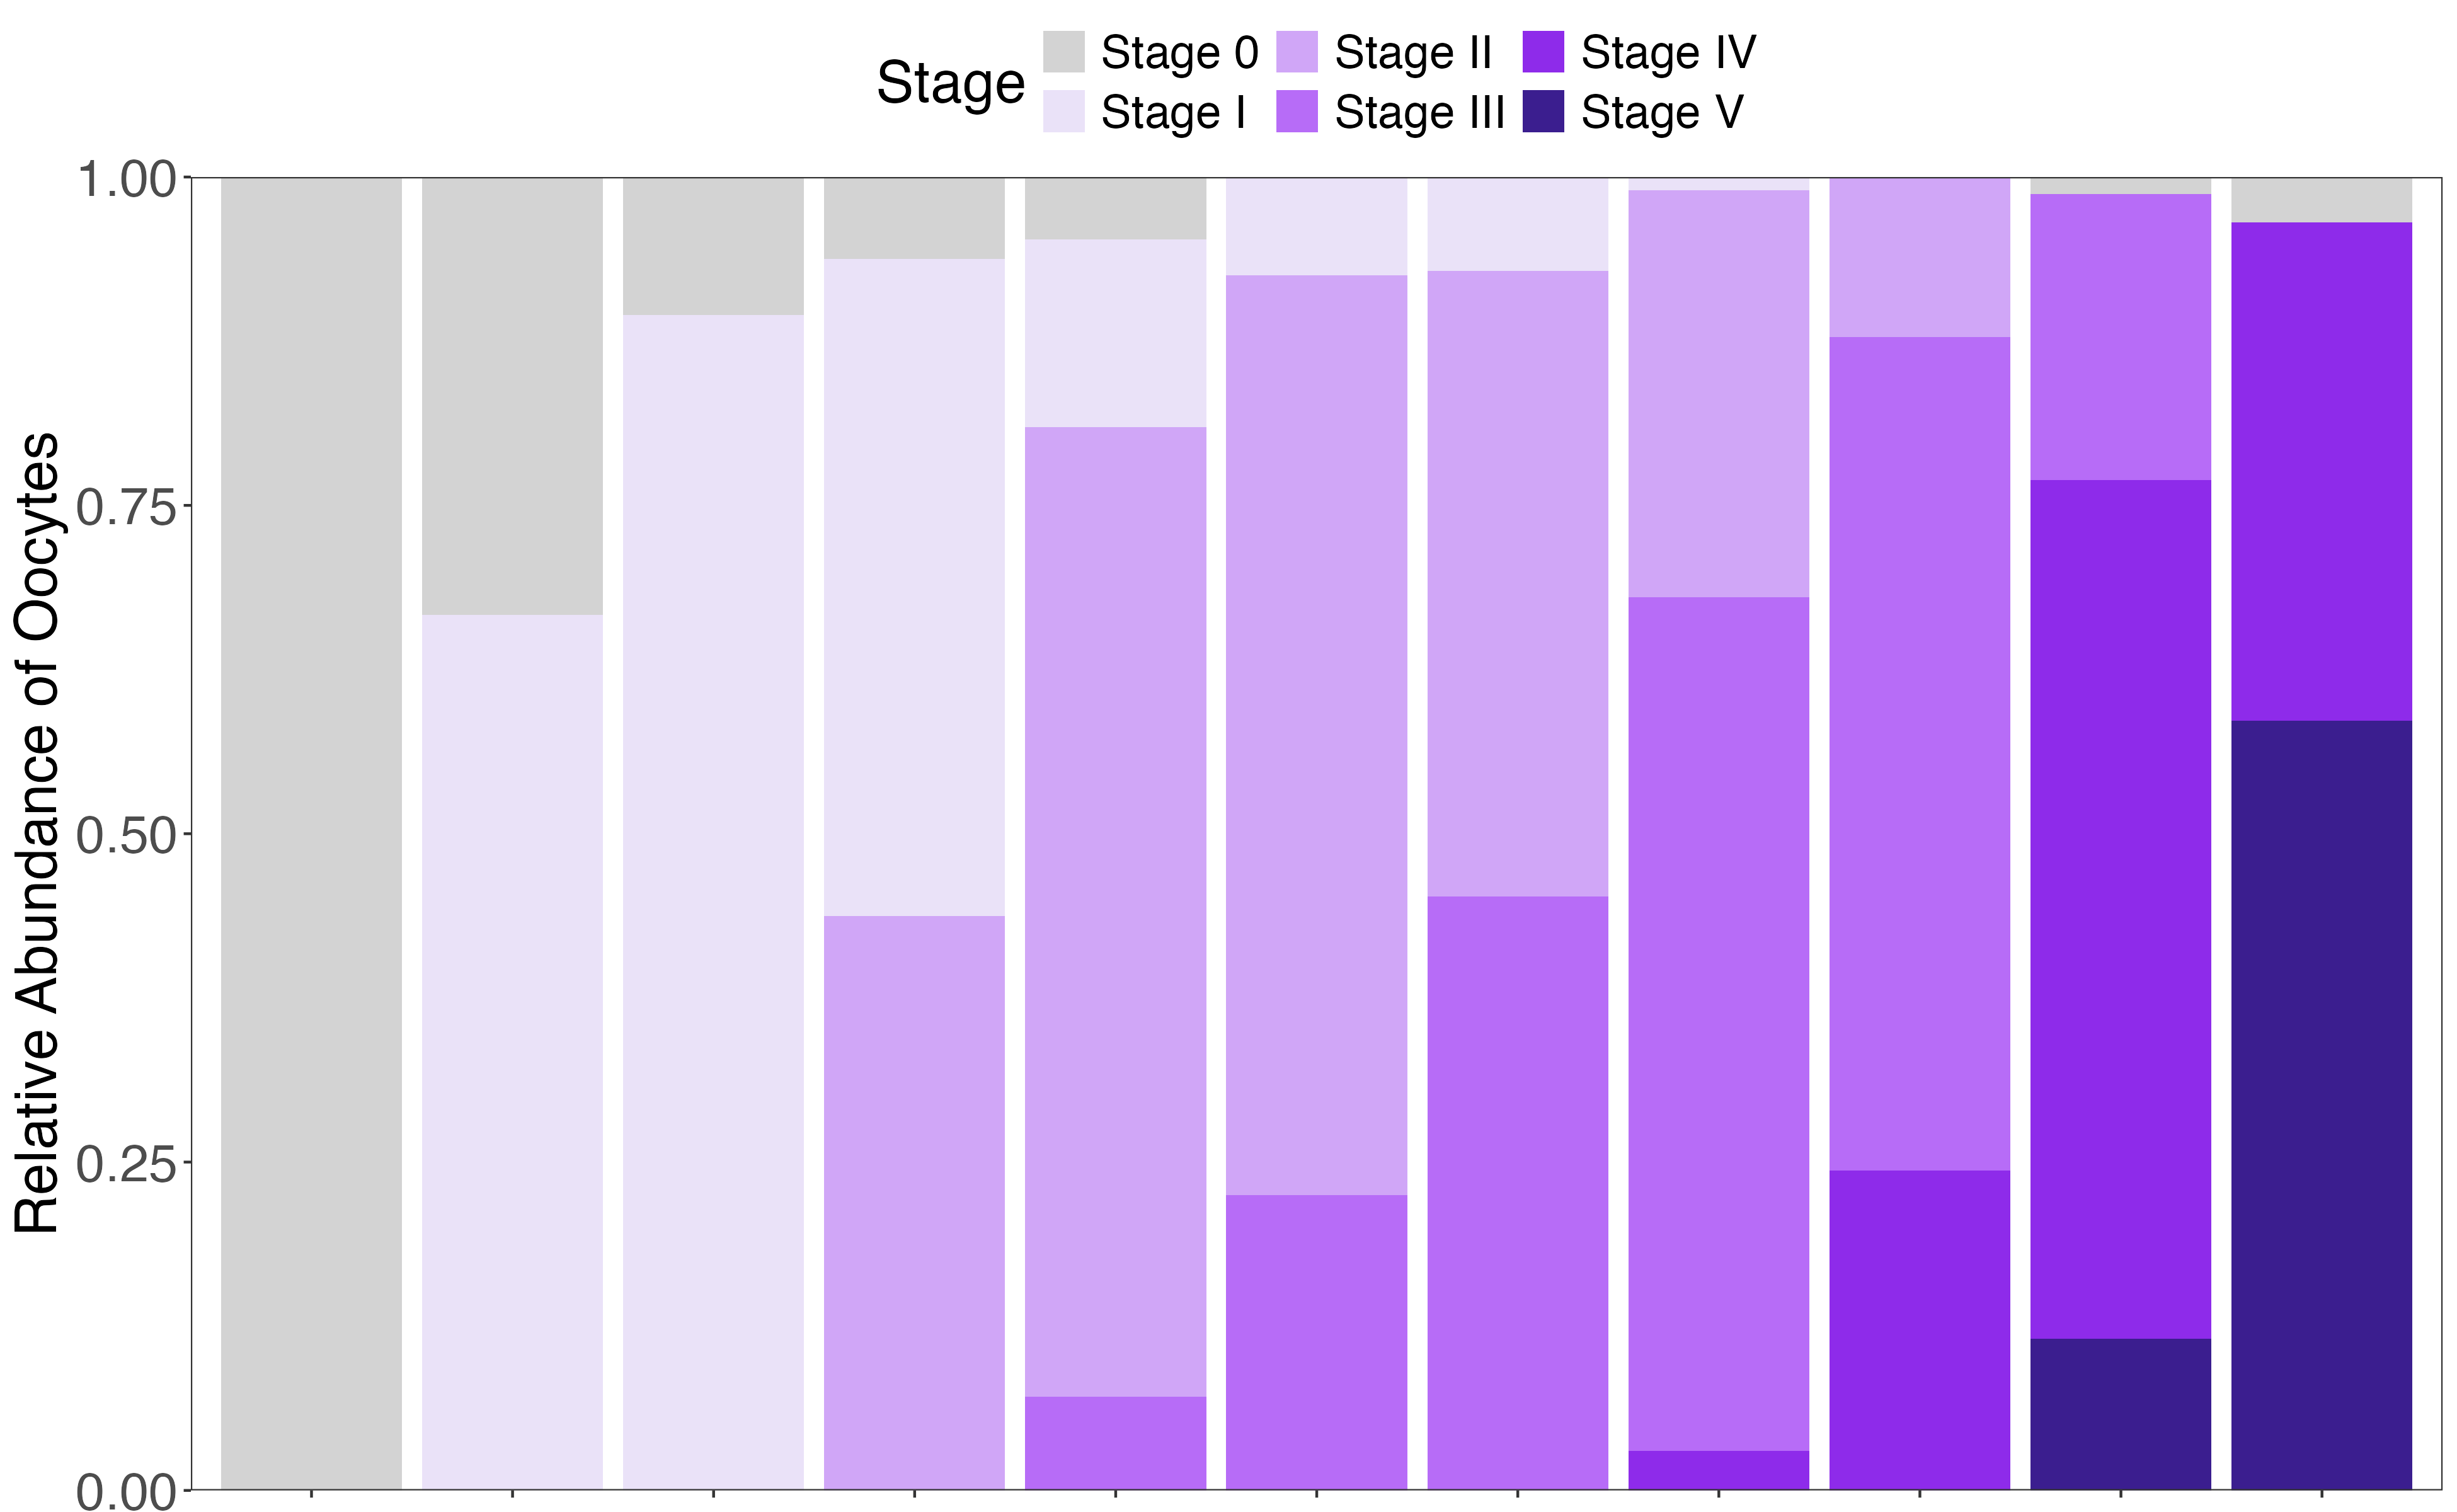 Stage
Stage 0 Stage II Stage IV
Stage I Stage III Stage V
Relative Abundance of Oocytes
1.00
0.75
0.50
0.25
0.00